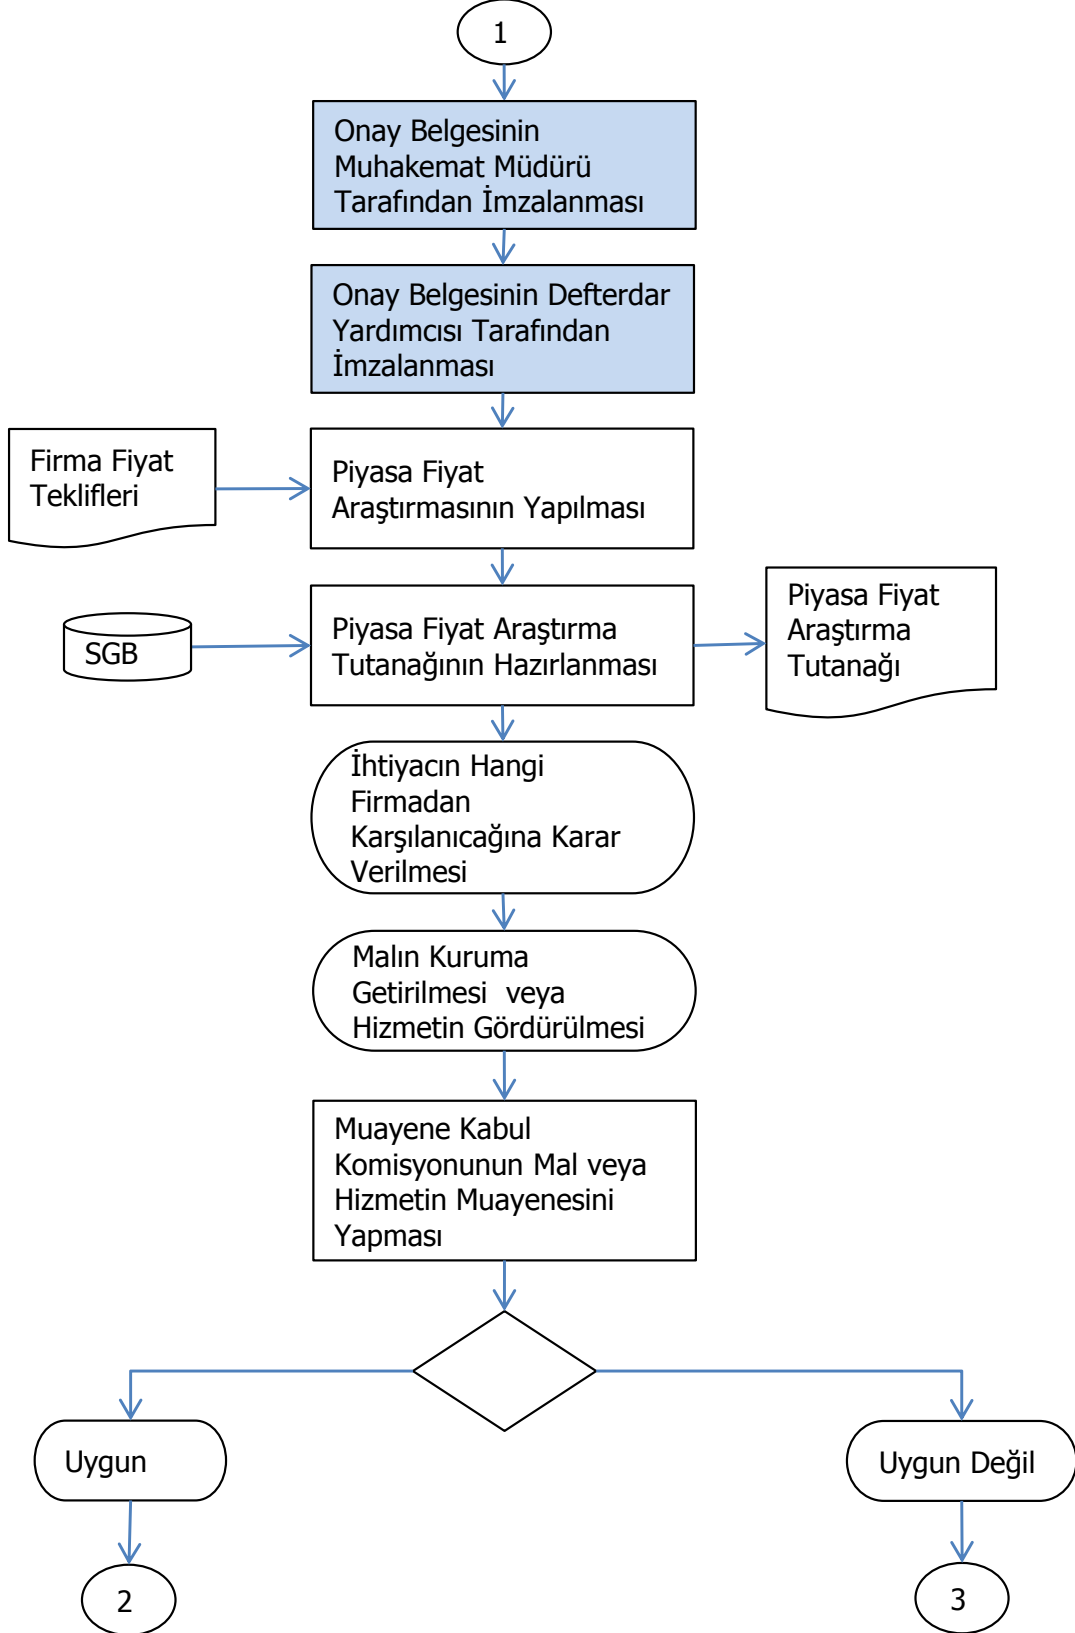 1
Onay Belgesinin
Muhakemat Müdürü
Tarafından İmzalanması
Onay Belgesinin Defterdar
Yardımcısı Tarafından
İmzalanması
Firma Fiyat
Teklifleri
Piyasa Fiyat
Araştırmasının Yapılması
SGB
Piyasa Fiyat Araştırma
Tutanağının Hazırlanması
Piyasa Fiyat
Araştırma
Tutanağı
İhtiyacın Hangi
Firmadan
Karşılanıcağına Karar
Verilmesi
Malın Kuruma
Getirilmesi  veya
Hizmetin Gördürülmesi
Muayene Kabul
Komisyonunun Mal veya
Hizmetin Muayenesini
Yapması
Uygun
Uygun Değil
2
3